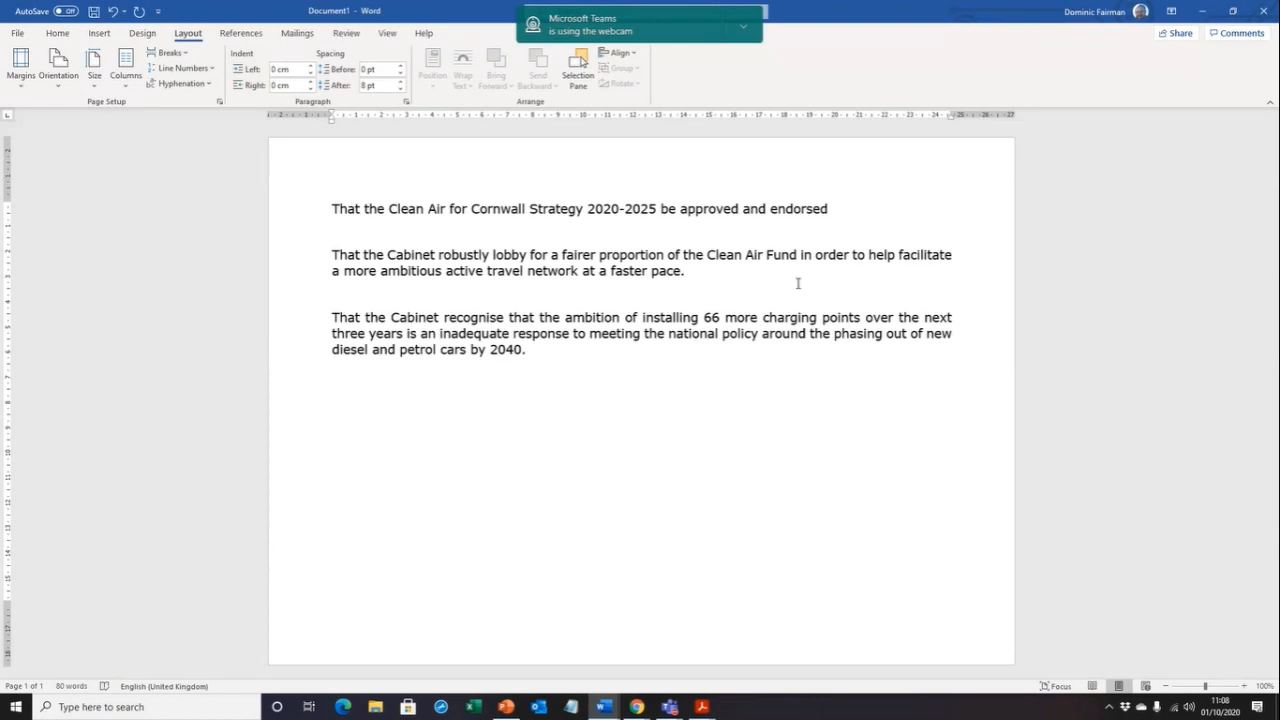 AutoSave Off
Document1 - Word
Microsoft Teams
is using the webcam
Dominic Fairman
File Home Insert Design Layout References Mailings Review View Help
Share Comments
Margins Orientation Size Columns
Breaks
Line Numbers
Hyphenation
Page Setup
Indent Spacing
Left: 0 cm Before: 0 pt
Right: 0 cm After: 8 pt
Paragraph
Position Wrap Text Bring Forward Send Backward Selection Pane
Align
Group
Rotate
Arrange
That the Clean Air for Cornwall Strategy 2020-2025 be approved and endorsed
That the Cabinet robustly lobby for a fairer proportion of the Clean Air Fund in order to help facilitate
a more ambitious active travel network at a faster pace.
That the Cabinet recognise that the ambition of installing 66 more charging points over the next
three years is an inadequate response to meeting the national policy around the phasing out of new
diesel and petrol cars by 2040.
Page 1 of 1 80 words English (United Kingdom) Focus 100%
Type here to search
11:08
01/10/2020